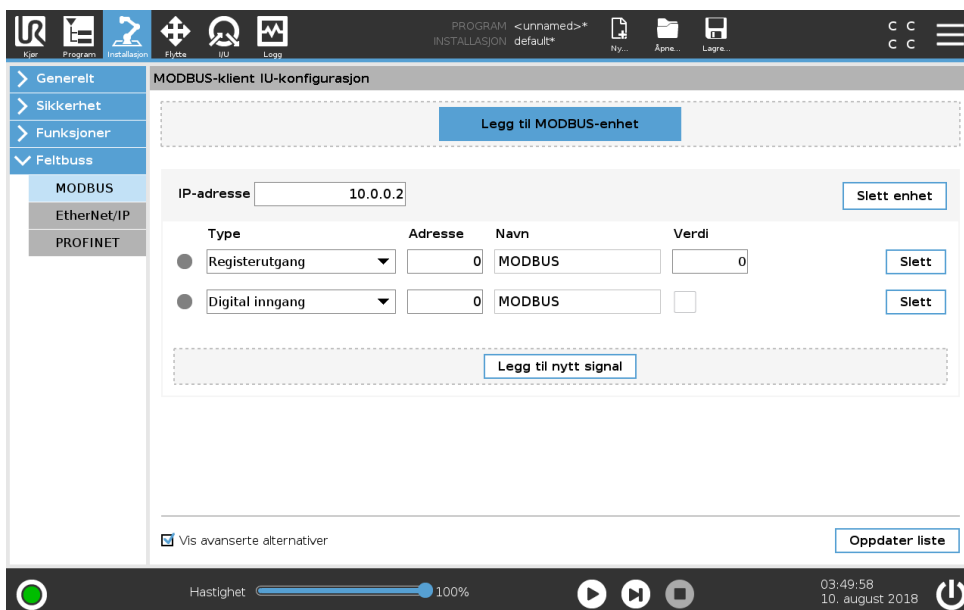 UR
PROGRAM <unnamed>*
INSTALLASJON default*
C C
C C
Kjør Program Installasjon Flytte I/U Logg Ny... Åpne... Lagre...
Generelt
Sikkerhet
Funksjoner
Feltbuss
MODBUS
EtherNet/IP
PROFINET
MODBUS-klient IU-konfigurasjon
Legg til MODBUS-enhet
IP-adresse 10.0.0.2 Slett enhet
Type Adresse Navn Verdi
Registerutgang 0 MODBUS 0 Slett
Digital inngang 0 MODBUS Slett
Legg til nytt signal
Vis avanserte alternativer Oppdater liste
Hastighet 100%
03:49:58
10. august 2018